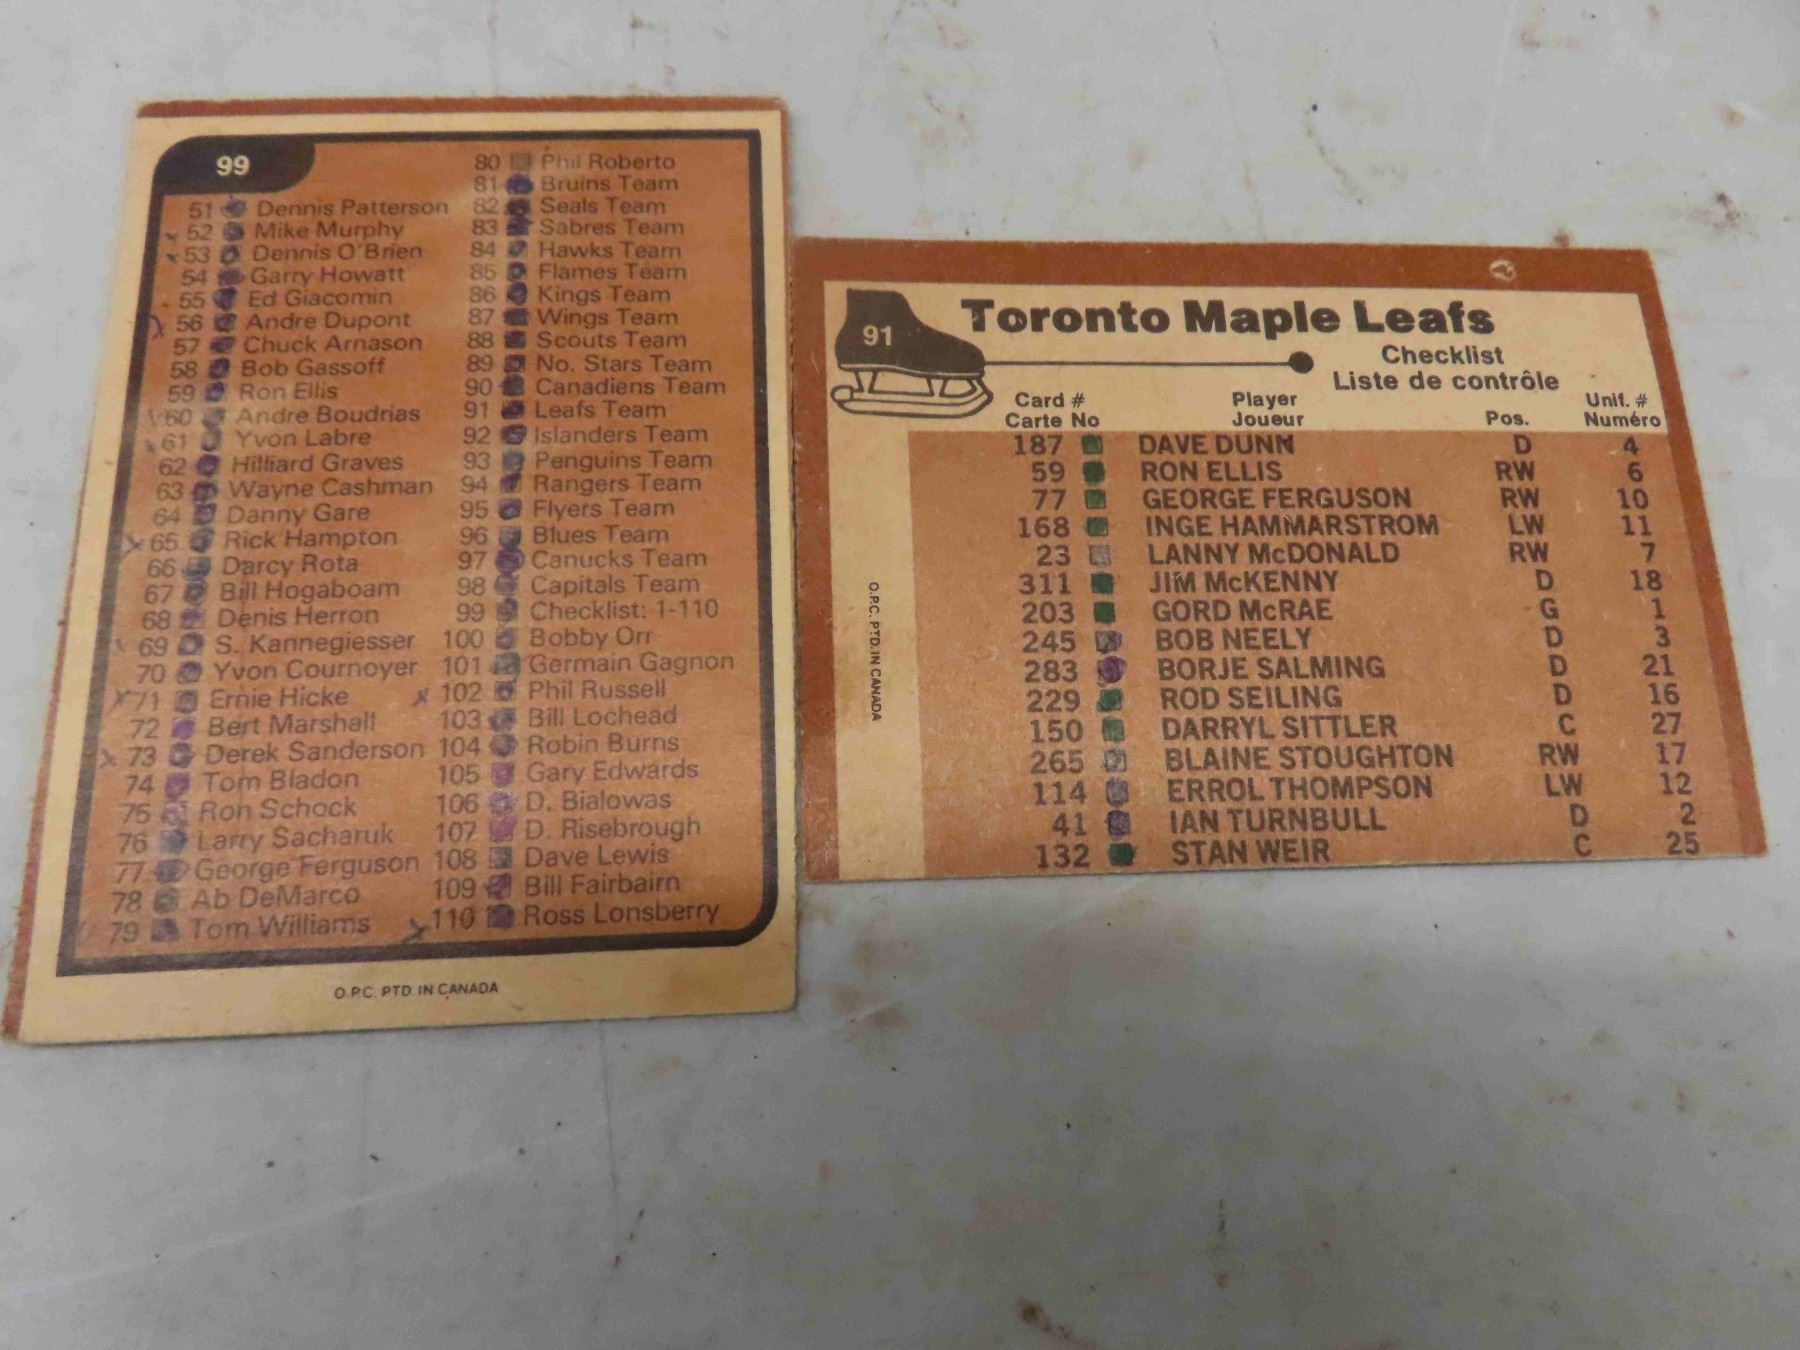 99
51 Dennis Patterson
52 Mike Murphy
53 Dennis O'Brien
54 Garry Howatt
55 Ed Giacomin
56 Andre Dupont
57 Chuck Arnason
58 Bob Gassoff
59 Ron Ellis
60 Andre Boudrias
61 Yvon Labre
62 Hilliard Graves
63 Wayne Cashman
64 Danny Gare
65 Rick Hampton
66 Darcy Rota
67 Bill Hogaboam
68 Denis Herron
69 S. Kannegiesser
70 Yvon Cournoyer
71 Ernie Hicke
72 Bert Marshall
73 Derek Sanderson
74 Tom Bladon
75 Ron Schock
76 Larry Sacharuk
77 George Ferguson
78 Ab DeMarco
79 Tom Williams
80 Phil Roberto
81 Bruins Team
82 Seals Team
83 Sabres Team
84 Hawks Team
85 Flames Team
86 Kings Team
87 Wings Team
88 Scouts Team
89 No. Stars Team
90 Canadiens Team
91 Leafs Team
92 Islanders Team
93 Penguins Team
94 Rangers Team
95 Flyers Team
96 Blues Team
97 Canucks Team
98 Capitals Team
99 Checklist: 1-110
100 Bobby Orr
101 Germain Gagnon
102 Phil Russell
103 Bill Lochead
104 Robin Burns
105 Gary Edwards
106 D. Bialowas
107 D. Risebrough
108 Dave Lewis
109 Bill Fairbairn
110 Ross Lonsberry
O.P.C. PTD. IN CANADA
91
Toronto Maple Leafs
Checklist
Liste de contrôle
Card # Player Unif. #
Carte No Joueur Pos. Numéro
187 DAVE DUNN D 4
59 RON ELLIS RW 6
77 GEORGE FERGUSON RW 10
168 INGE HAMMARSTROM LW 11
23 LANNY McDONALD RW 7
311 JIM McKENNY D 18
203 GORD McRAE G 1
245 BOB NEELY D 3
283 BORJE SALMING D 21
229 ROD SEILING D 16
150 DARRYL SITTLER C 27
265 BLAINE STOUGHTON RW 17
114 ERROL THOMPSON LW 12
41 IAN TURNBULL D 2
132 STAN WEIR C 25
O.P.C. PTD. IN CANADA